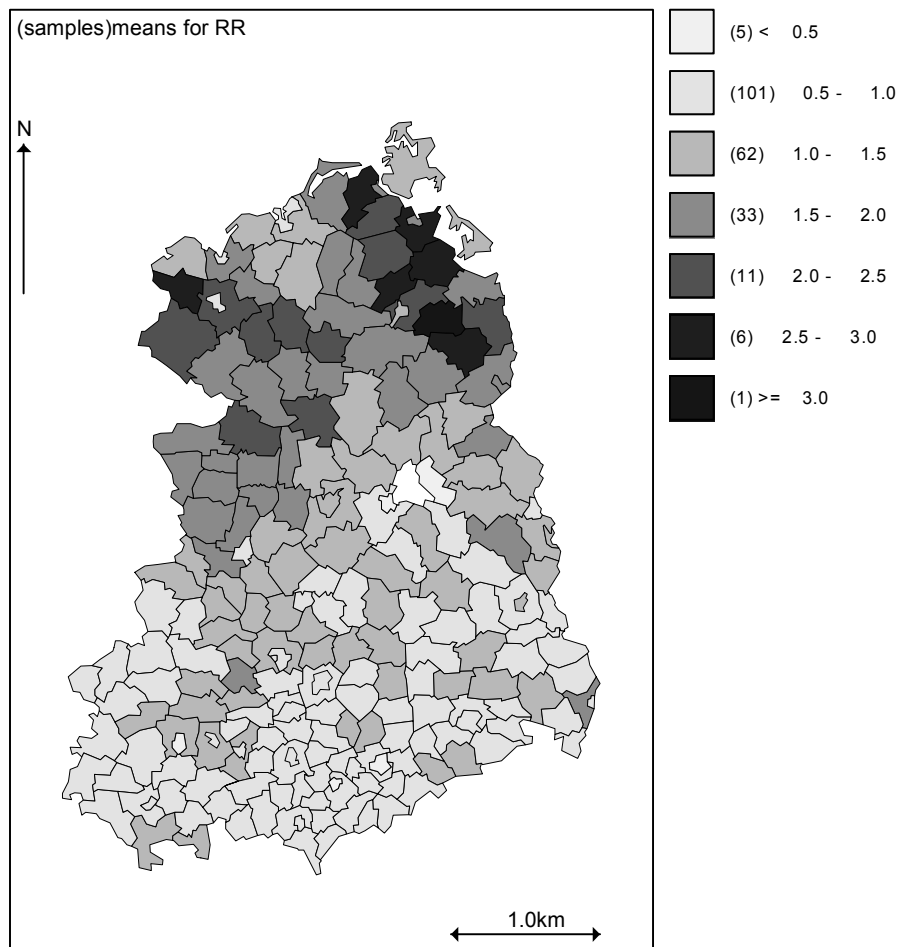 (samples)means for RR
N
(5) < 0.5
(101) 0.5 - 1.0
(62) 1.0 - 1.5
(33) 1.5 - 2.0
(11) 2.0 - 2.5
(6) 2.5 - 3.0
(1) >= 3.0
1.0km